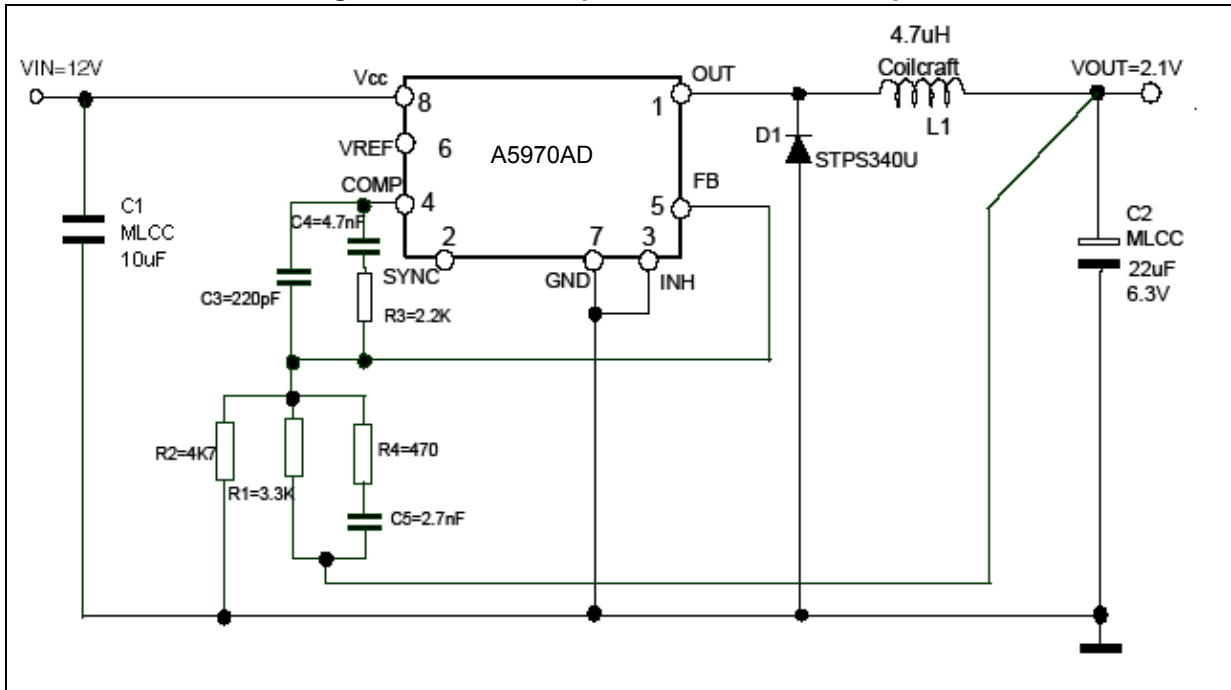 VIN=12V
Vcc
8
OUT
1
4.7uH
Coilcraft
L1
VOUT=2.1V
VREF
6
A5970AD
D1
STPS340U
COMP
4
FB
5
C4=4.7nF
2
7
3
SYNC
GND
INH
C1
MLCC
10uF
C2
MLCC
22uF
6.3V
C3=220pF
R3=2.2K
R2=4K7
R1=3.3K
R4=470
C5=2.7nF